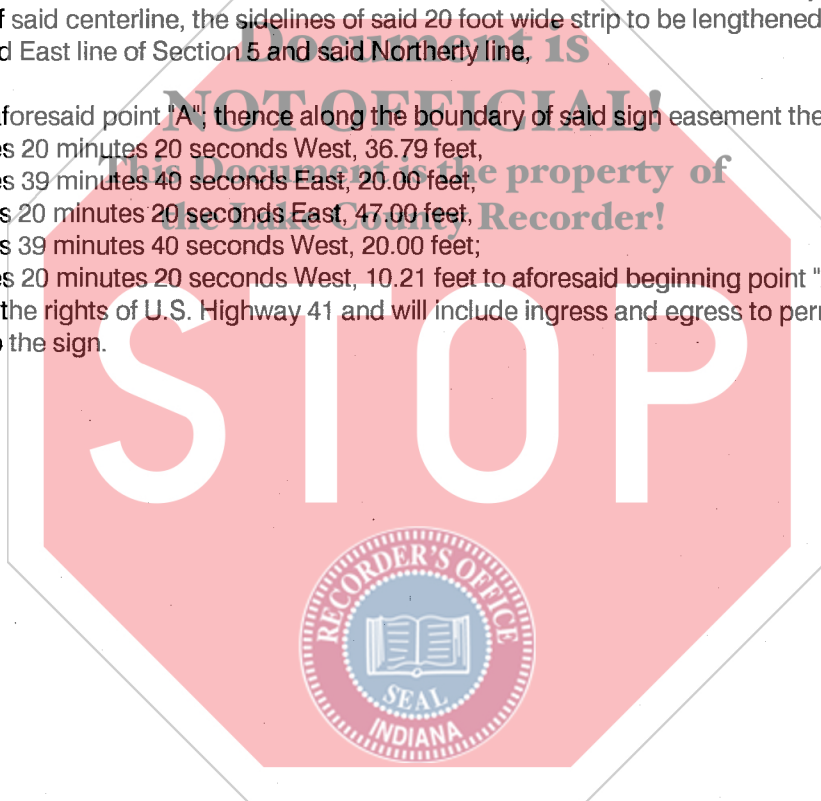 f said centerline, the sidelines of said 20 foot wide strip to be lengthened
d East line of Section 5 and said Northerly line,
Document is
aforesaid point "A"; thence along the boundary of said sign easement the
NOT OFFICIAL!
s 20 minutes 20 seconds West, 36.79 feet,
This Document is the property of
s 39 minutes 40 seconds East, 20.00 feet,
s 20 minutes 20 seconds East, 47.00 feet,
the Lake County Recorder!
s 39 minutes 40 seconds West, 20.00 feet;
s 20 minutes 20 seconds West, 10.21 feet to aforesaid beginning point "
the rights of U.S. Highway 41 and will include ingress and egress to per
the sign.
STOP
RECORDER'S OFFICE
SEAL
INDIANA